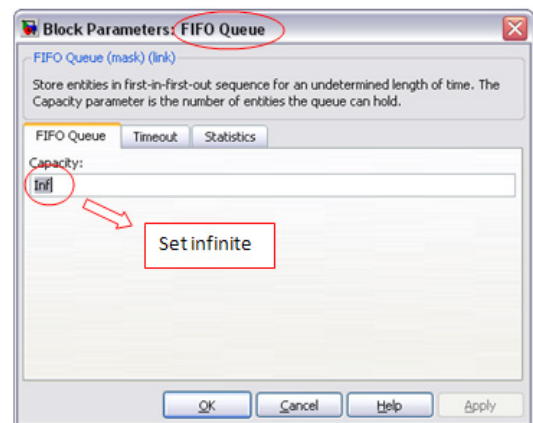 Block Parameters: FIFO Queue
FIFO Queue (mask) (link)
Store entities in first-in-first-out sequence for an undetermined length of time. The
Capacity parameter is the number of entities the queue can hold.
FIFO Queue Timeout Statistics
Capacity:
Inf
Set infinite
OK Cancel Help Apply